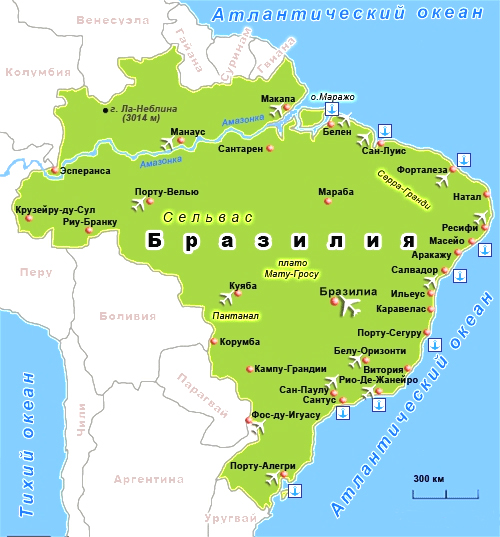 Атлантический океан
Венесуэла
Гайана
Суринам
Гвиана
Колумбия
г. Ла-Неблина
(3014 м)
Макапа
о.Маражо
Амазонка
Белен
Манаус
Сантарен
Сан-Луис
Амазонка
Эсперанса
Форталеза
Серра-Гранди
Порту-Велью
Мараба
Натал
Крузейру-ду-Сул
Сельвас
Риу-Бранку
Ресифи
Бразилия
Масейо
Аракажу
плато
Мату-Гросу
Салвадор
Перу
Куяба
Бразилиа
Ильеус
Каравелас
Пантанал
Боливия
Порту-Сегуру
Корумба
Белу-Оризонти
Витория
Кампу-Грандии
Рио-Де-Жанейро
Сан-Паулу
Сантус
Парагвай
Фос-ду-Игуасу
Чили
Тихий океан
Атлантический океан
Порту-Алегри
Аргентина
300 км
Уругвай